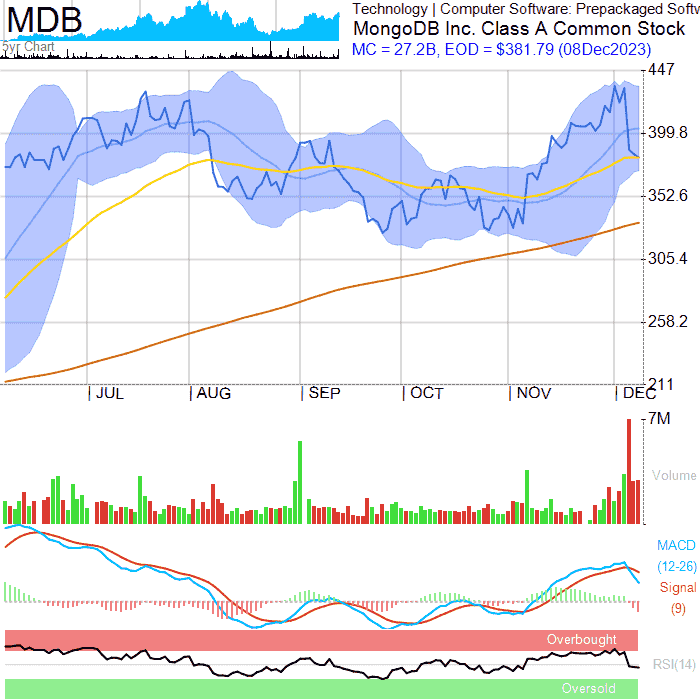 MDB
5yr Chart
Technology | Computer Software: Prepackaged Softw
MongoDB Inc. Class A Common Stock
MC = 27.2B, EOD = $381.79 (08Dec2023)
447
399.8
352.6
305.4
258.2
211
JUL AUG SEP OCT NOV DEC
7M
Volume
MACD
(12-26)
Signal
(9)
Overbought
RSI(14)
Oversold